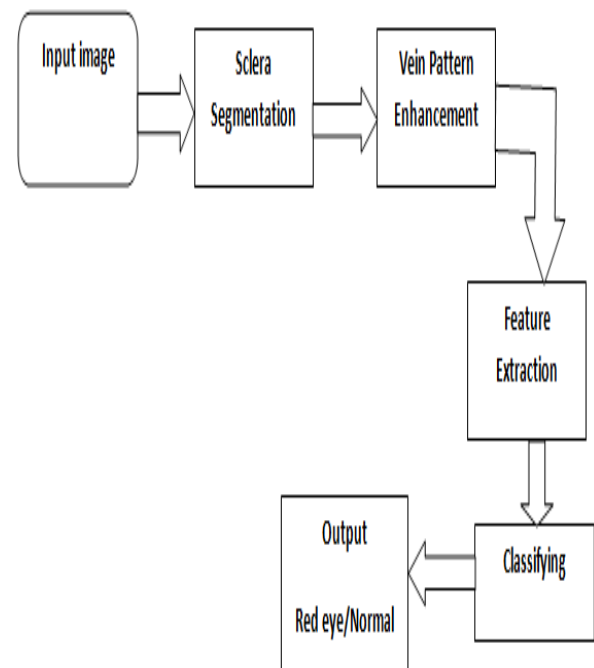 Input image
Sclera
Segmentation
Vein Pattern
Enhancement
Feature
Extraction
Classifying
Output
Red eye/Normal